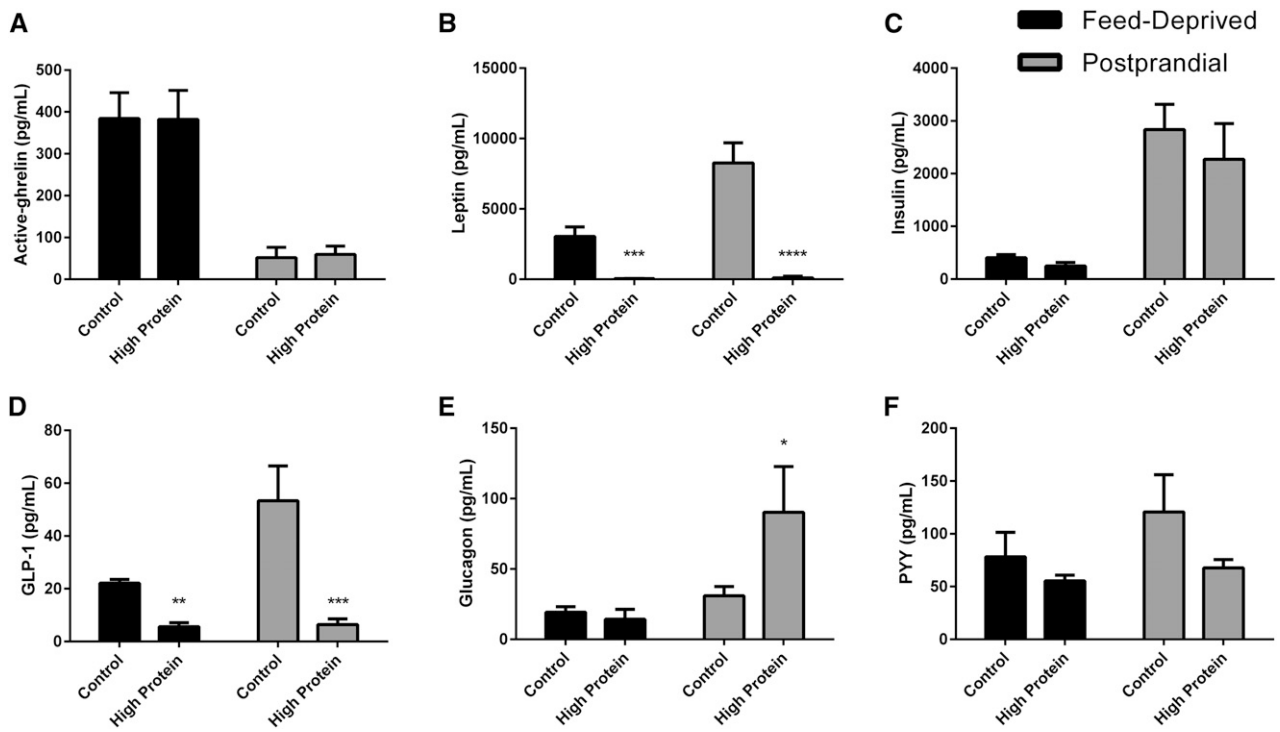 A
Active-ghrelin (pg/mL)
500
400
300
200
100
0
Control
High Protein
Control
High Protein
B
Leptin (pg/mL)
15000
10000
5000
0
***
****
Control
High Protein
Control
High Protein
C
Feed-Deprived
Postprandial
Insulin (pg/mL)
4000
3000
2000
1000
0
Control
High Protein
Control
High Protein
D
GLP-1 (pg/mL)
80
60
40
20
0
**
***
Control
High Protein
Control
High Protein
E
Glucagon (pg/mL)
150
100
50
0
*
Control
High Protein
Control
High Protein
F
PYY (pg/mL)
200
150
100
50
0
Control
High Protein
Control
High Protein